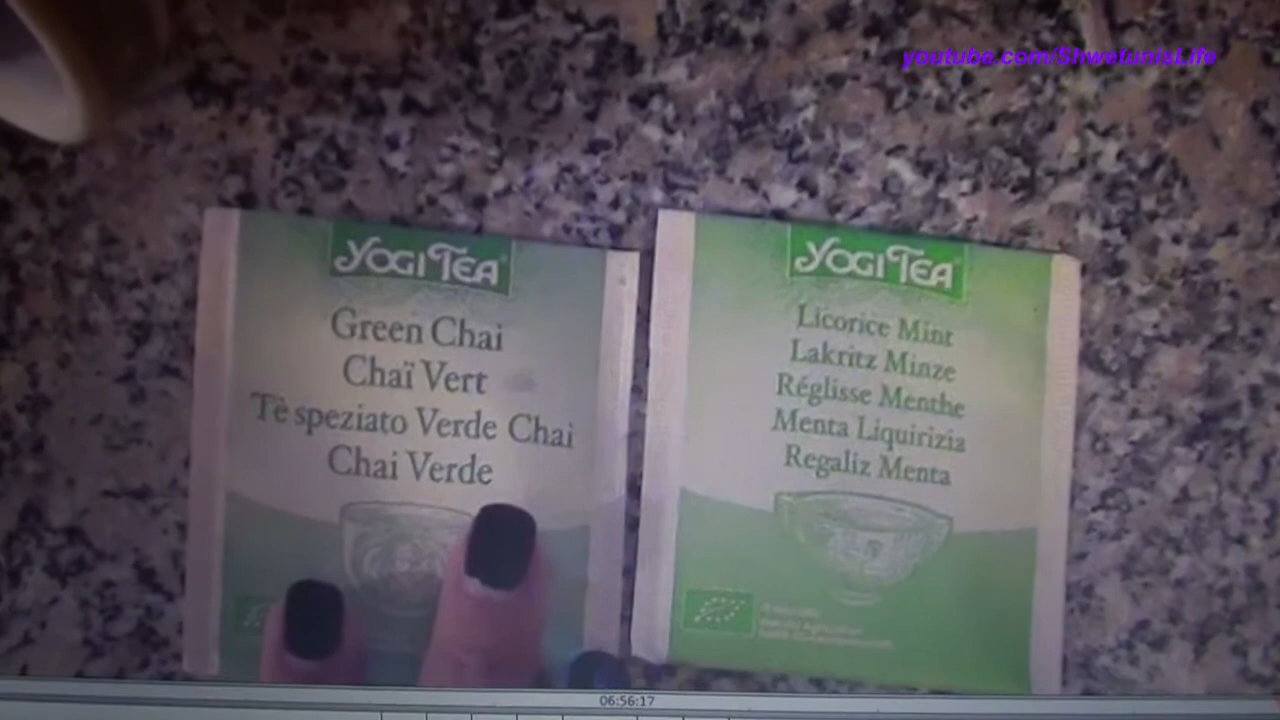 youtube.com/ShwetunisLife
YOGI TEA
Green Chai
Chaï Vert
Tè speziato Verde Chai
Chai Verde
YOGI TEA
Licorice Mint
Lakritz Minze
Réglisse Menthe
Menta Liquirizia
Regaliz Menta
06:56:17